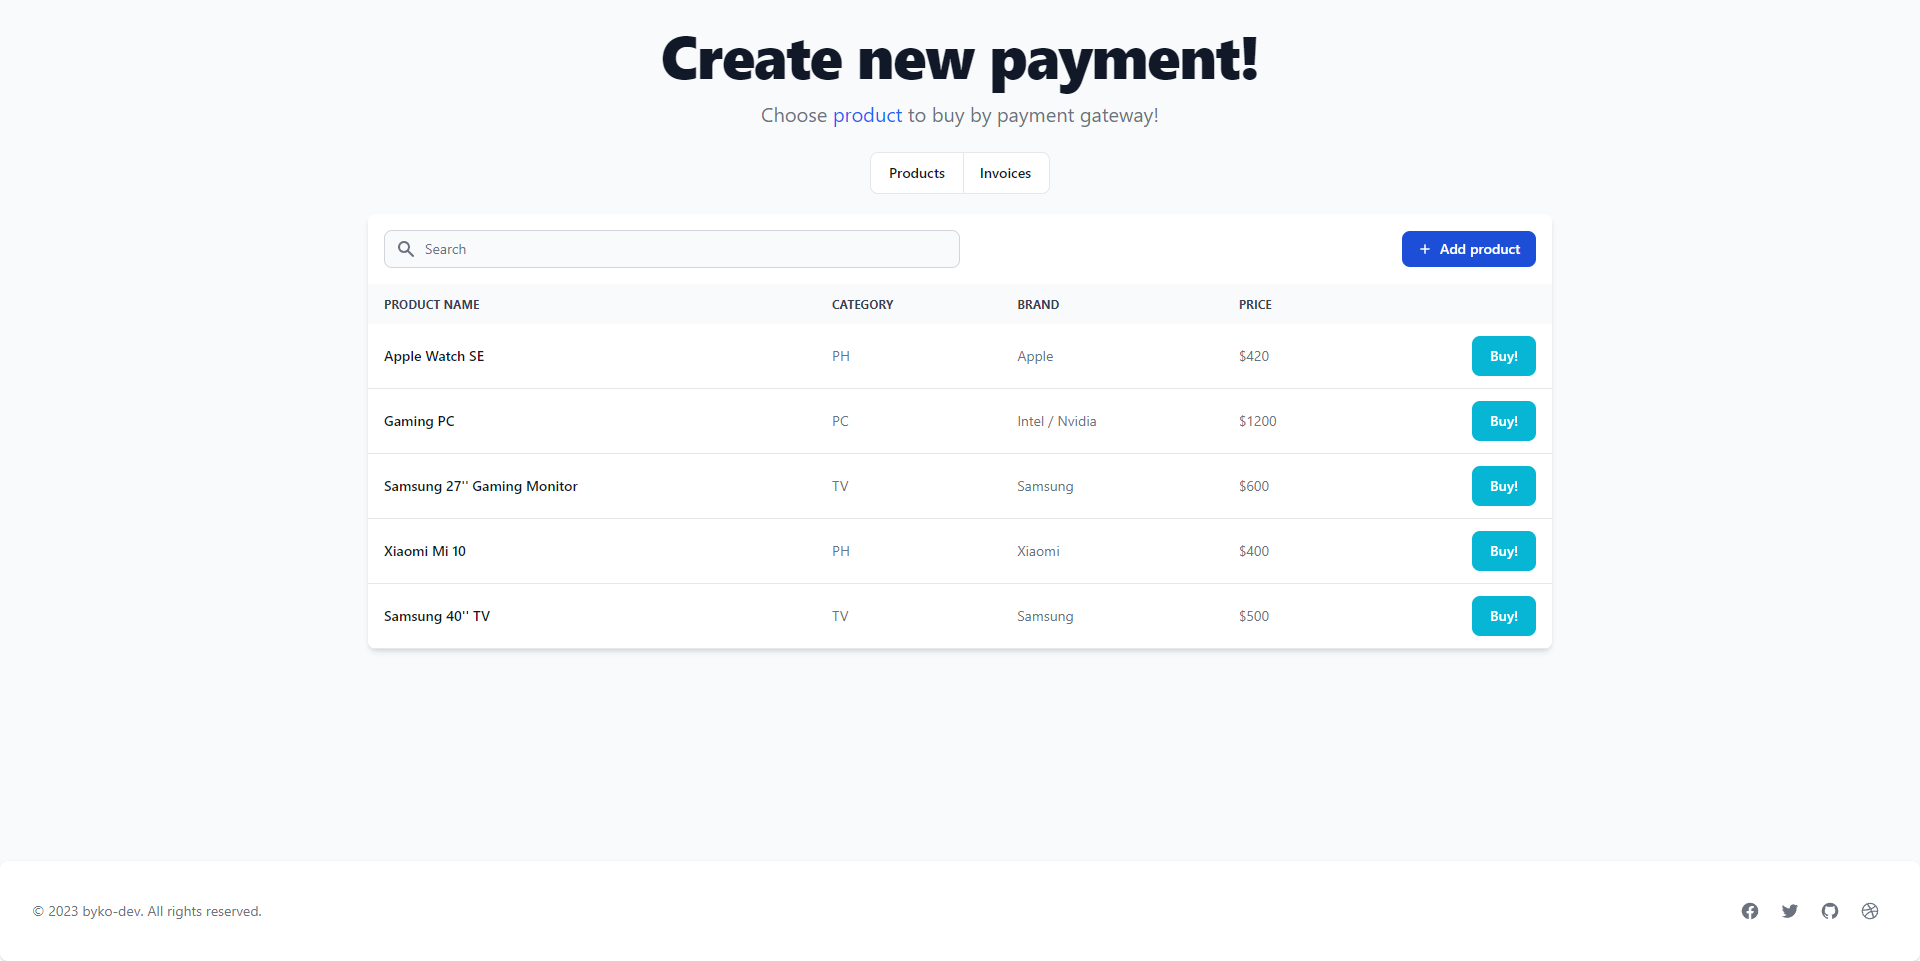 Create new payment!
Choose product to buy by payment gateway!
Products Invoices
Search + Add product
PRODUCT NAME CATEGORY BRAND PRICE
Apple Watch SE PH Apple $420 Buy!
Gaming PC PC Intel / Nvidia $1200 Buy!
Samsung 27'' Gaming Monitor TV Samsung $600 Buy!
Xiaomi Mi 10 PH Xiaomi $400 Buy!
Samsung 40'' TV TV Samsung $500 Buy!
© 2023 byko-dev. All rights reserved.